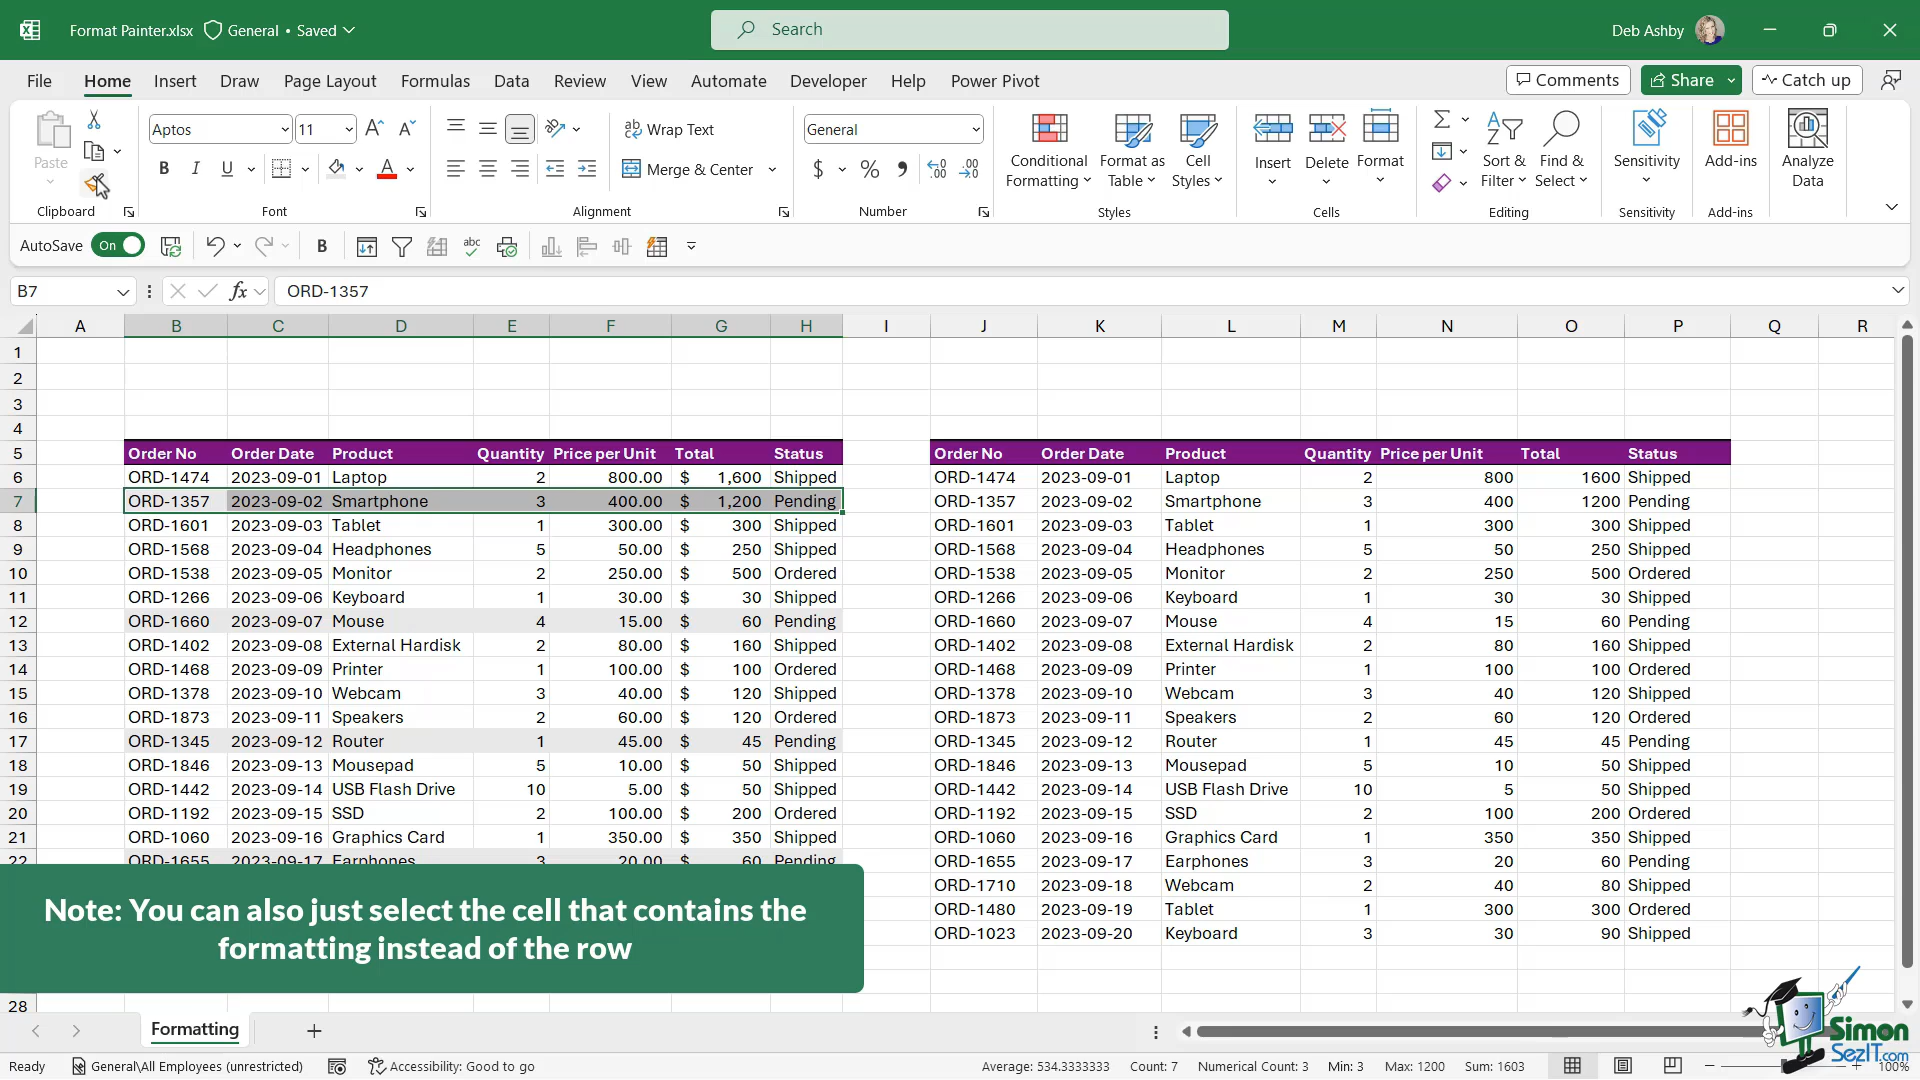 Format Painter.xlsx General • Saved Search Deb Ashby
File Home Insert Draw Page Layout Formulas Data Review View Automate Developer Help Power Pivot Comments Share Catch up
Paste Aptos 11 Wrap Text General Conditional Formatting Format as Table Cell Styles Insert Delete Format Sort & Filter Find & Select Sensitivity Add-ins Analyze Data
B I U Merge & Center $ %
Clipboard Font Alignment Number Styles Cells Editing Sensitivity Add-ins
AutoSave On B abc
B7 fx ORD-1357
A B C D E F G H I J K L M N O P Q R
1
2
3
4
5 Order No Order Date Product Quantity Price per Unit Total Status Order No Order Date Product Quantity Price per Unit Total Status
6 ORD-1474 2023-09-01 Laptop 2 800.00 $ 1,600 Shipped ORD-1474 2023-09-01 Laptop 2 800 1600 Shipped
7 ORD-1357 2023-09-02 Smartphone 3 400.00 $ 1,200 Pending ORD-1357 2023-09-02 Smartphone 3 400 1200 Pending
8 ORD-1601 2023-09-03 Tablet 1 300.00 $ 300 Shipped ORD-1601 2023-09-03 Tablet 1 300 300 Shipped
9 ORD-1568 2023-09-04 Headphones 5 50.00 $ 250 Shipped ORD-1568 2023-09-04 Headphones 5 50 250 Shipped
10 ORD-1538 2023-09-05 Monitor 2 250.00 $ 500 Ordered ORD-1538 2023-09-05 Monitor 2 250 500 Ordered
11 ORD-1266 2023-09-06 Keyboard 1 30.00 $ 30 Shipped ORD-1266 2023-09-06 Keyboard 1 30 30 Shipped
12 ORD-1660 2023-09-07 Mouse 4 15.00 $ 60 Pending ORD-1660 2023-09-07 Mouse 4 15 60 Pending
13 ORD-1402 2023-09-08 External Hardisk 2 80.00 $ 160 Shipped ORD-1402 2023-09-08 External Hardisk 2 80 160 Shipped
14 ORD-1468 2023-09-09 Printer 1 100.00 $ 100 Ordered ORD-1468 2023-09-09 Printer 1 100 100 Ordered
15 ORD-1378 2023-09-10 Webcam 3 40.00 $ 120 Shipped ORD-1378 2023-09-10 Webcam 3 40 120 Shipped
16 ORD-1873 2023-09-11 Speakers 2 60.00 $ 120 Ordered ORD-1873 2023-09-11 Speakers 2 60 120 Ordered
17 ORD-1345 2023-09-12 Router 1 45.00 $ 45 Pending ORD-1345 2023-09-12 Router 1 45 45 Pending
18 ORD-1846 2023-09-13 Mousepad 5 10.00 $ 50 Shipped ORD-1846 2023-09-13 Mousepad 5 10 50 Shipped
19 ORD-1442 2023-09-14 USB Flash Drive 10 5.00 $ 50 Shipped ORD-1442 2023-09-14 USB Flash Drive 10 5 50 Shipped
20 ORD-1192 2023-09-15 SSD 2 100.00 $ 200 Ordered ORD-1192 2023-09-15 SSD 2 100 200 Ordered
21 ORD-1060 2023-09-16 Graphics Card 1 350.00 $ 350 Shipped ORD-1060 2023-09-16 Graphics Card 1 350 350 Shipped
22 ORD-1655 2023-09-17 Earphones 3 20.00 $ 60 Pending ORD-1655 2023-09-17 Earphones 3 20 60 Pending
ORD-1710 2023-09-18 Webcam 2 40 80 Shipped
ORD-1480 2023-09-19 Tablet 1 300 300 Ordered
ORD-1023 2023-09-20 Keyboard 3 30 90 Shipped
Note: You can also just select the cell that contains the
formatting instead of the row
28
Formatting
Simon
SezIT.com
Ready General\All Employees (unrestricted) Accessibility: Good to go Average: 534.3333333 Count: 7 Numerical Count: 3 Min: 3 Max: 1200 Sum: 1603 100%